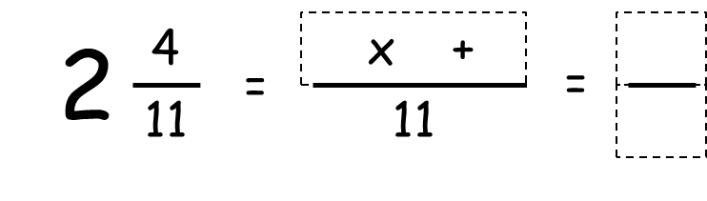 2 4/11 = x + /11 = /